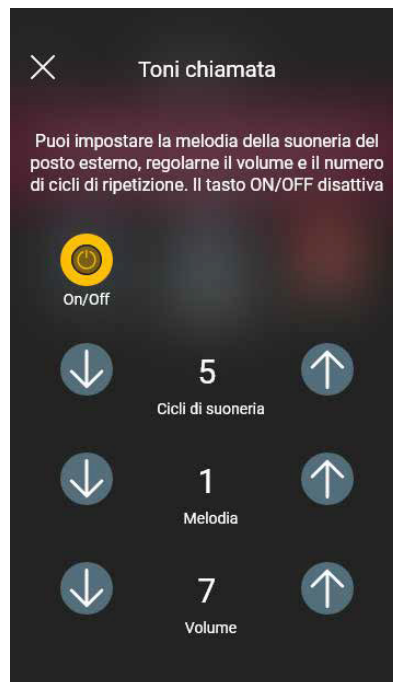 Toni chiamata
Puoi impostare la melodia della suoneria del
posto esterno, regolarne il volume e il numero
di cicli di ripetizione. Il tasto ON/OFF disattiva
On/Off
5
Cicli di suoneria
1
Melodia
7
Volume